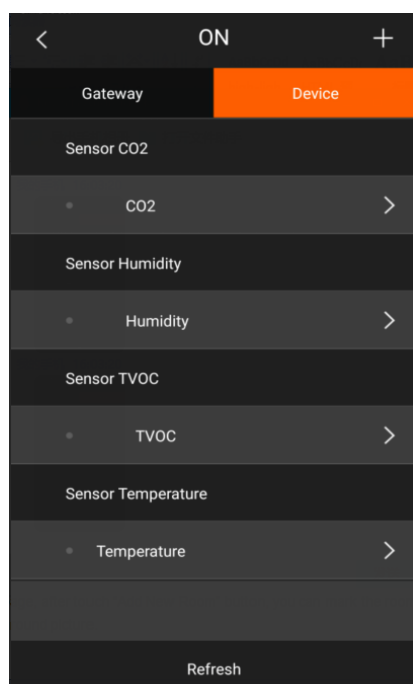 ON
Gateway
Device
Sensor CO2
CO2
Sensor Humidity
Humidity
Sensor TVOC
TVOC
Sensor Temperature
Temperature
Refresh